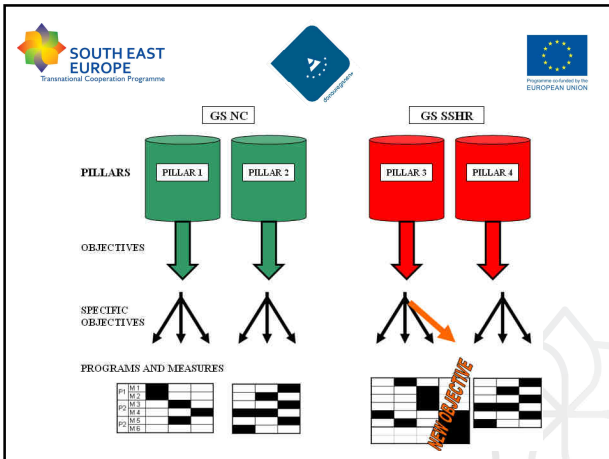 SOUTH EAST
EUROPE
Transnational Cooperation Programme
Programme co-funded by the
EUROPEAN UNION
GS NC
GS SSHR
PILLARS
PILLAR 1
PILLAR 2
PILLAR 3
PILLAR 4
OBJECTIVES
SPECIFIC
OBJECTIVES
PROGRAMS AND MEASURES
P1
M 1
M 2
P2
M 3
M 4
P2
M 5
M 6
NEW OBJECTIVE